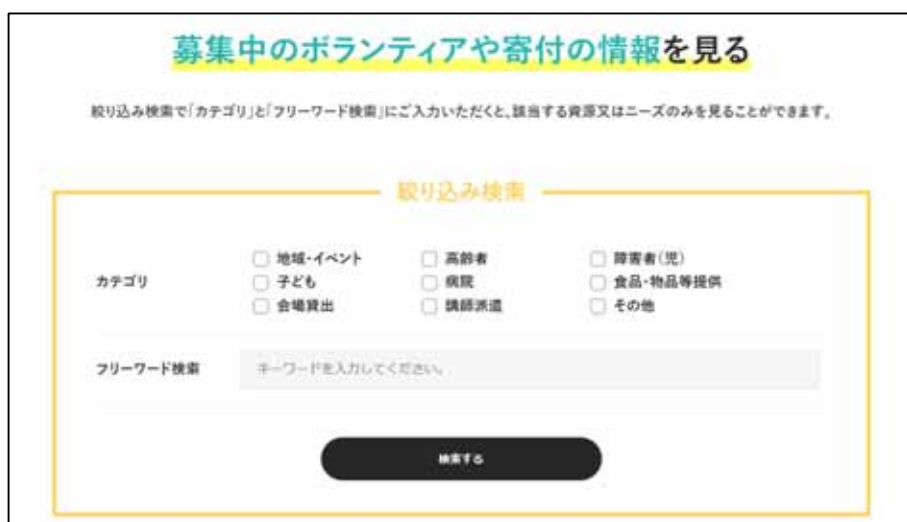 募集中のボランティアや寄付の情報を見る
絞り込み検索で「カテゴリ」と「フリーワード検索」にご入力いただくと、該当する資源又はニーズのみを見ることができます。
絞り込み検索
カテゴリ
地域・イベント 高齢者 障害者(児)
子ども 病院 食品・物品等提供
会場貸出 講師派遣 その他
フリーワード検索 キーワードを入力してください。
検索する